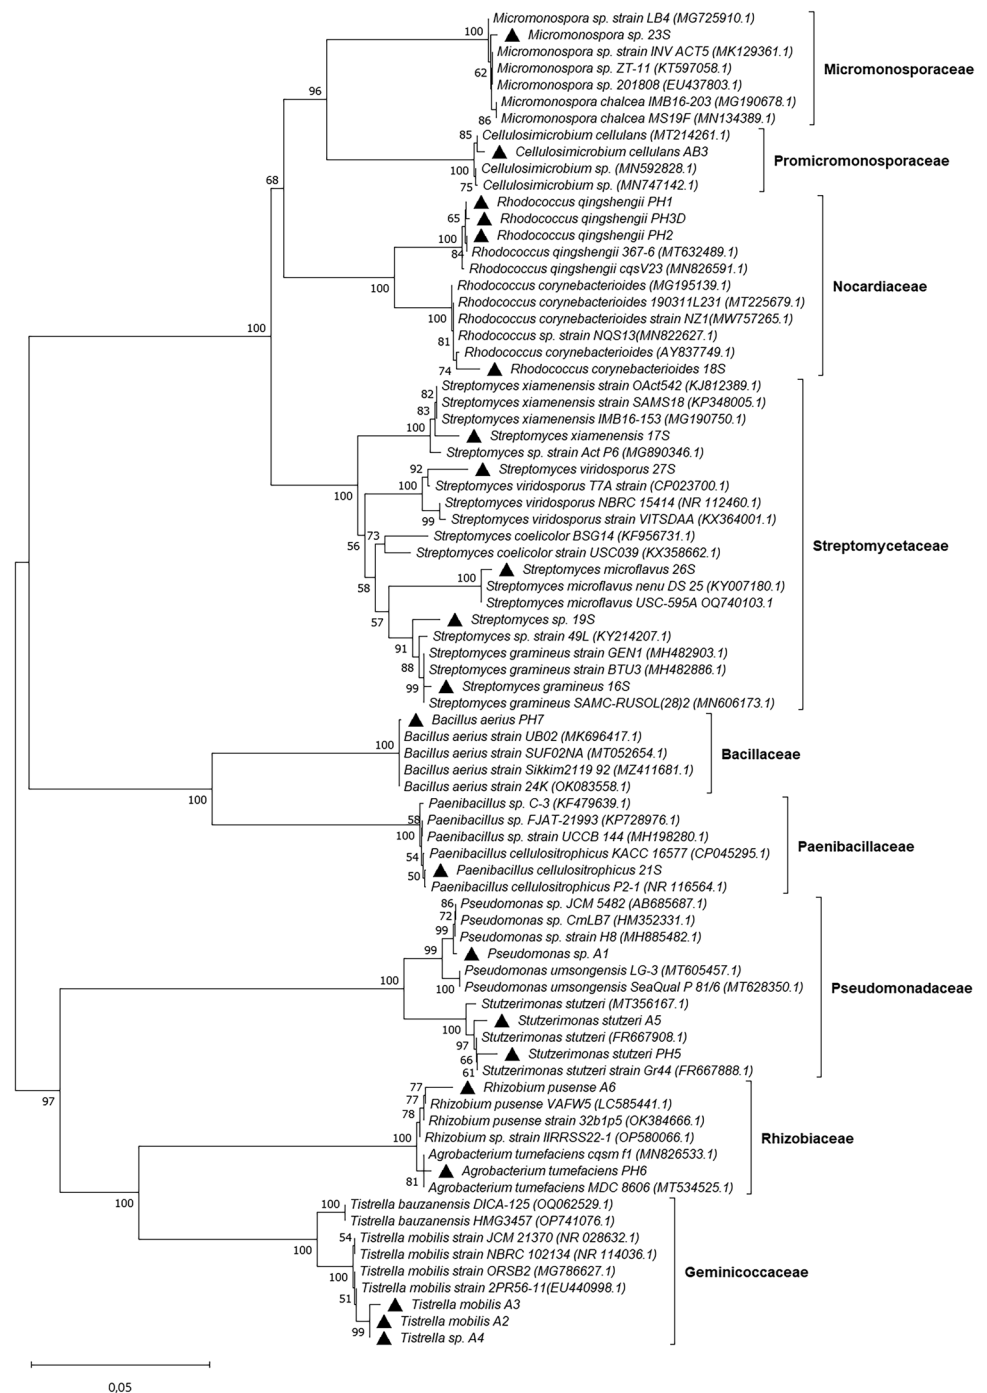 Micromonospora sp. strain LB4 (MG725910.1)
100
Micromonospora sp. 23S
Micromonospora sp. strain INV ACT5 (MK129361.1)
Micromonospora sp. ZT-11 (KT597058.1)
Micromonosporaceae
62
Micromonospora sp. 201808 (EU437803.1)
96
Micromonospora chalcea IMB16-203 (MG190678.1)
Micromonospora chalcea MS19F (MN134389.1)
86
85
Cellulosimicrobium cellulans (MT214261.1)
Cellulosimicrobium cellulans AB3
Promicromonosporaceae
100
Cellulosimicrobium sp. (MN592828.1)
68
75
Cellulosimicrobium sp. (MN747142.1)
Rhodococcus qingshengii PH1
65
Rhodococcus qingshengii PH3D
100
Rhodococcus qingshengii PH2
84
Rhodococcus qingshengii 367-6 (MT632489.1)
Rhodococcus qingshengii cqsV23 (MN826591.1)
100
Rhodococcus corynebacterioides (MG195139.1)
Nocardiaceae
Rhodococcus corynebacterioides 190311L231 (MT225679.1)
100
Rhodococcus corynebacterioides strain NZ1(MW757265.1)
100
Rhodococcus sp. strain NQS13(MN822627.1)
81
Rhodococcus corynebacterioides (AY837749.1)
74
Rhodococcus corynebacterioides 18S
82
Streptomyces xiamenensis strain OAct542 (KJ812389.1)
Streptomyces xiamenensis strain SAMS18 (KP348005.1)
83
Streptomyces xiamenensis IMB16-153 (MG190750.1)
100
Streptomyces xiamenensis 17S
Streptomyces sp. strain Act P6 (MG890346.1)
92
Streptomyces viridosporus 27S
100
100
Streptomyces viridosporus T7A strain (CP023700.1)
Streptomyces viridosporus NBRC 15414 (NR 112460.1)
99
Streptomyces viridosporus strain VITSDAA (KX364001.1)
73
Streptomyces coelicolor BSG14 (KF956731.1)
56
Streptomycetaceae
Streptomyces coelicolor strain USC039 (KX358662.1)
Streptomyces microflavus 26S
100
58
Streptomyces microflavus nenu DS 25 (KY007180.1)
Streptomyces microflavus USC-595A OQ740103.1
57
Streptomyces sp. 19S
Streptomyces sp. strain 49L (KY214207.1)
91
Streptomyces gramineus strain GEN1 (MH482903.1)
88
Streptomyces gramineus strain BTU3 (MH482886.1)
99
Streptomyces gramineus 16S
Streptomyces gramineus SAMC-RUSOL(28)2 (MN606173.1)
Bacillus aerius PH7
Bacillus aerius strain UB02 (MK696417.1)
100
Bacillus aerius strain SUF02NA (MT052654.1)
Bacillaceae
Bacillus aerius strain Sikkim2119 92 (MZ411681.1)
Bacillus aerius strain 24K (OK083558.1)
100
Paenibacillus sp. C-3 (KF479639.1)
58
Paenibacillus sp. FJAT-21993 (KP728976.1)
100
Paenibacillus sp. strain UCCB 144 (MH198280.1)
Paenibacillaceae
54
Paenibacillus cellulositrophicus KACC 16577 (CP045295.1)
50
Paenibacillus cellulositrophicus 21S
Paenibacillus cellulositrophicus P2-1 (NR 116564.1)
86
Pseudomonas sp. JCM 5482 (AB685687.1)
72
Pseudomonas sp. CmLB7 (HM352331.1)
99
Pseudomonas sp. strain H8 (MH885482.1)
99
Pseudomonas sp. A1
Pseudomonas umsongensis LG-3 (MT605457.1)
100
100
Pseudomonas umsongensis SeaQual P 81/6 (MT628350.1)
Pseudomonadaceae
Stutzerimonas stutzeri (MT356167.1)
Stutzerimonas stutzeri A5
100
Stutzerimonas stutzeri (FR667908.1)
97
Stutzerimonas stutzeri PH5
66
61
Stutzerimonas stutzeri strain Gr44 (FR667888.1)
77
Rhizobium pusense A6
97
77
Rhizobium pusense VAFW5 (LC585441.1)
78
Rhizobium pusense strain 32b1p5 (OK384666.1)
100
Rhizobium sp. strain IIRRSS22-1 (OP580066.1)
Rhizobiaceae
Agrobacterium tumefaciens cqsm f1 (MN826533.1)
Agrobacterium tumefaciens PH6
81
Agrobacterium tumefaciens MDC 8606 (MT534525.1)
100
100
Tistrella bauzanensis DICA-125 (OQ062529.1)
Tistrella bauzanensis HMG3457 (OP741076.1)
54
Tistrella mobilis strain JCM 21370 (NR 028632.1)
100
Tistrella mobilis strain NBRC 102134 (NR 114036.1)
Tistrella mobilis strain ORSB2 (MG786627.1)
Geminicoccaceae
100
Tistrella mobilis strain 2PR56-11(EU440998.1)
51
Tistrella mobilis A3
Tistrella mobilis A2
99
Tistrella sp. A4
0,05